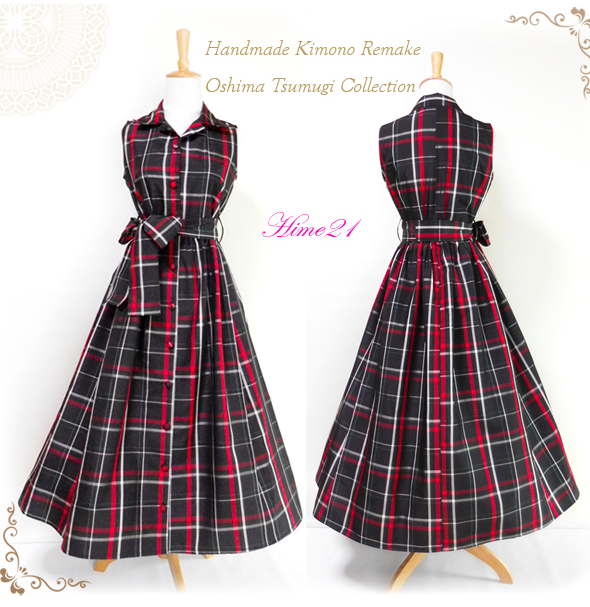 Handmade Kimono Remake
Oshima Tsumugi Collection
Hime21